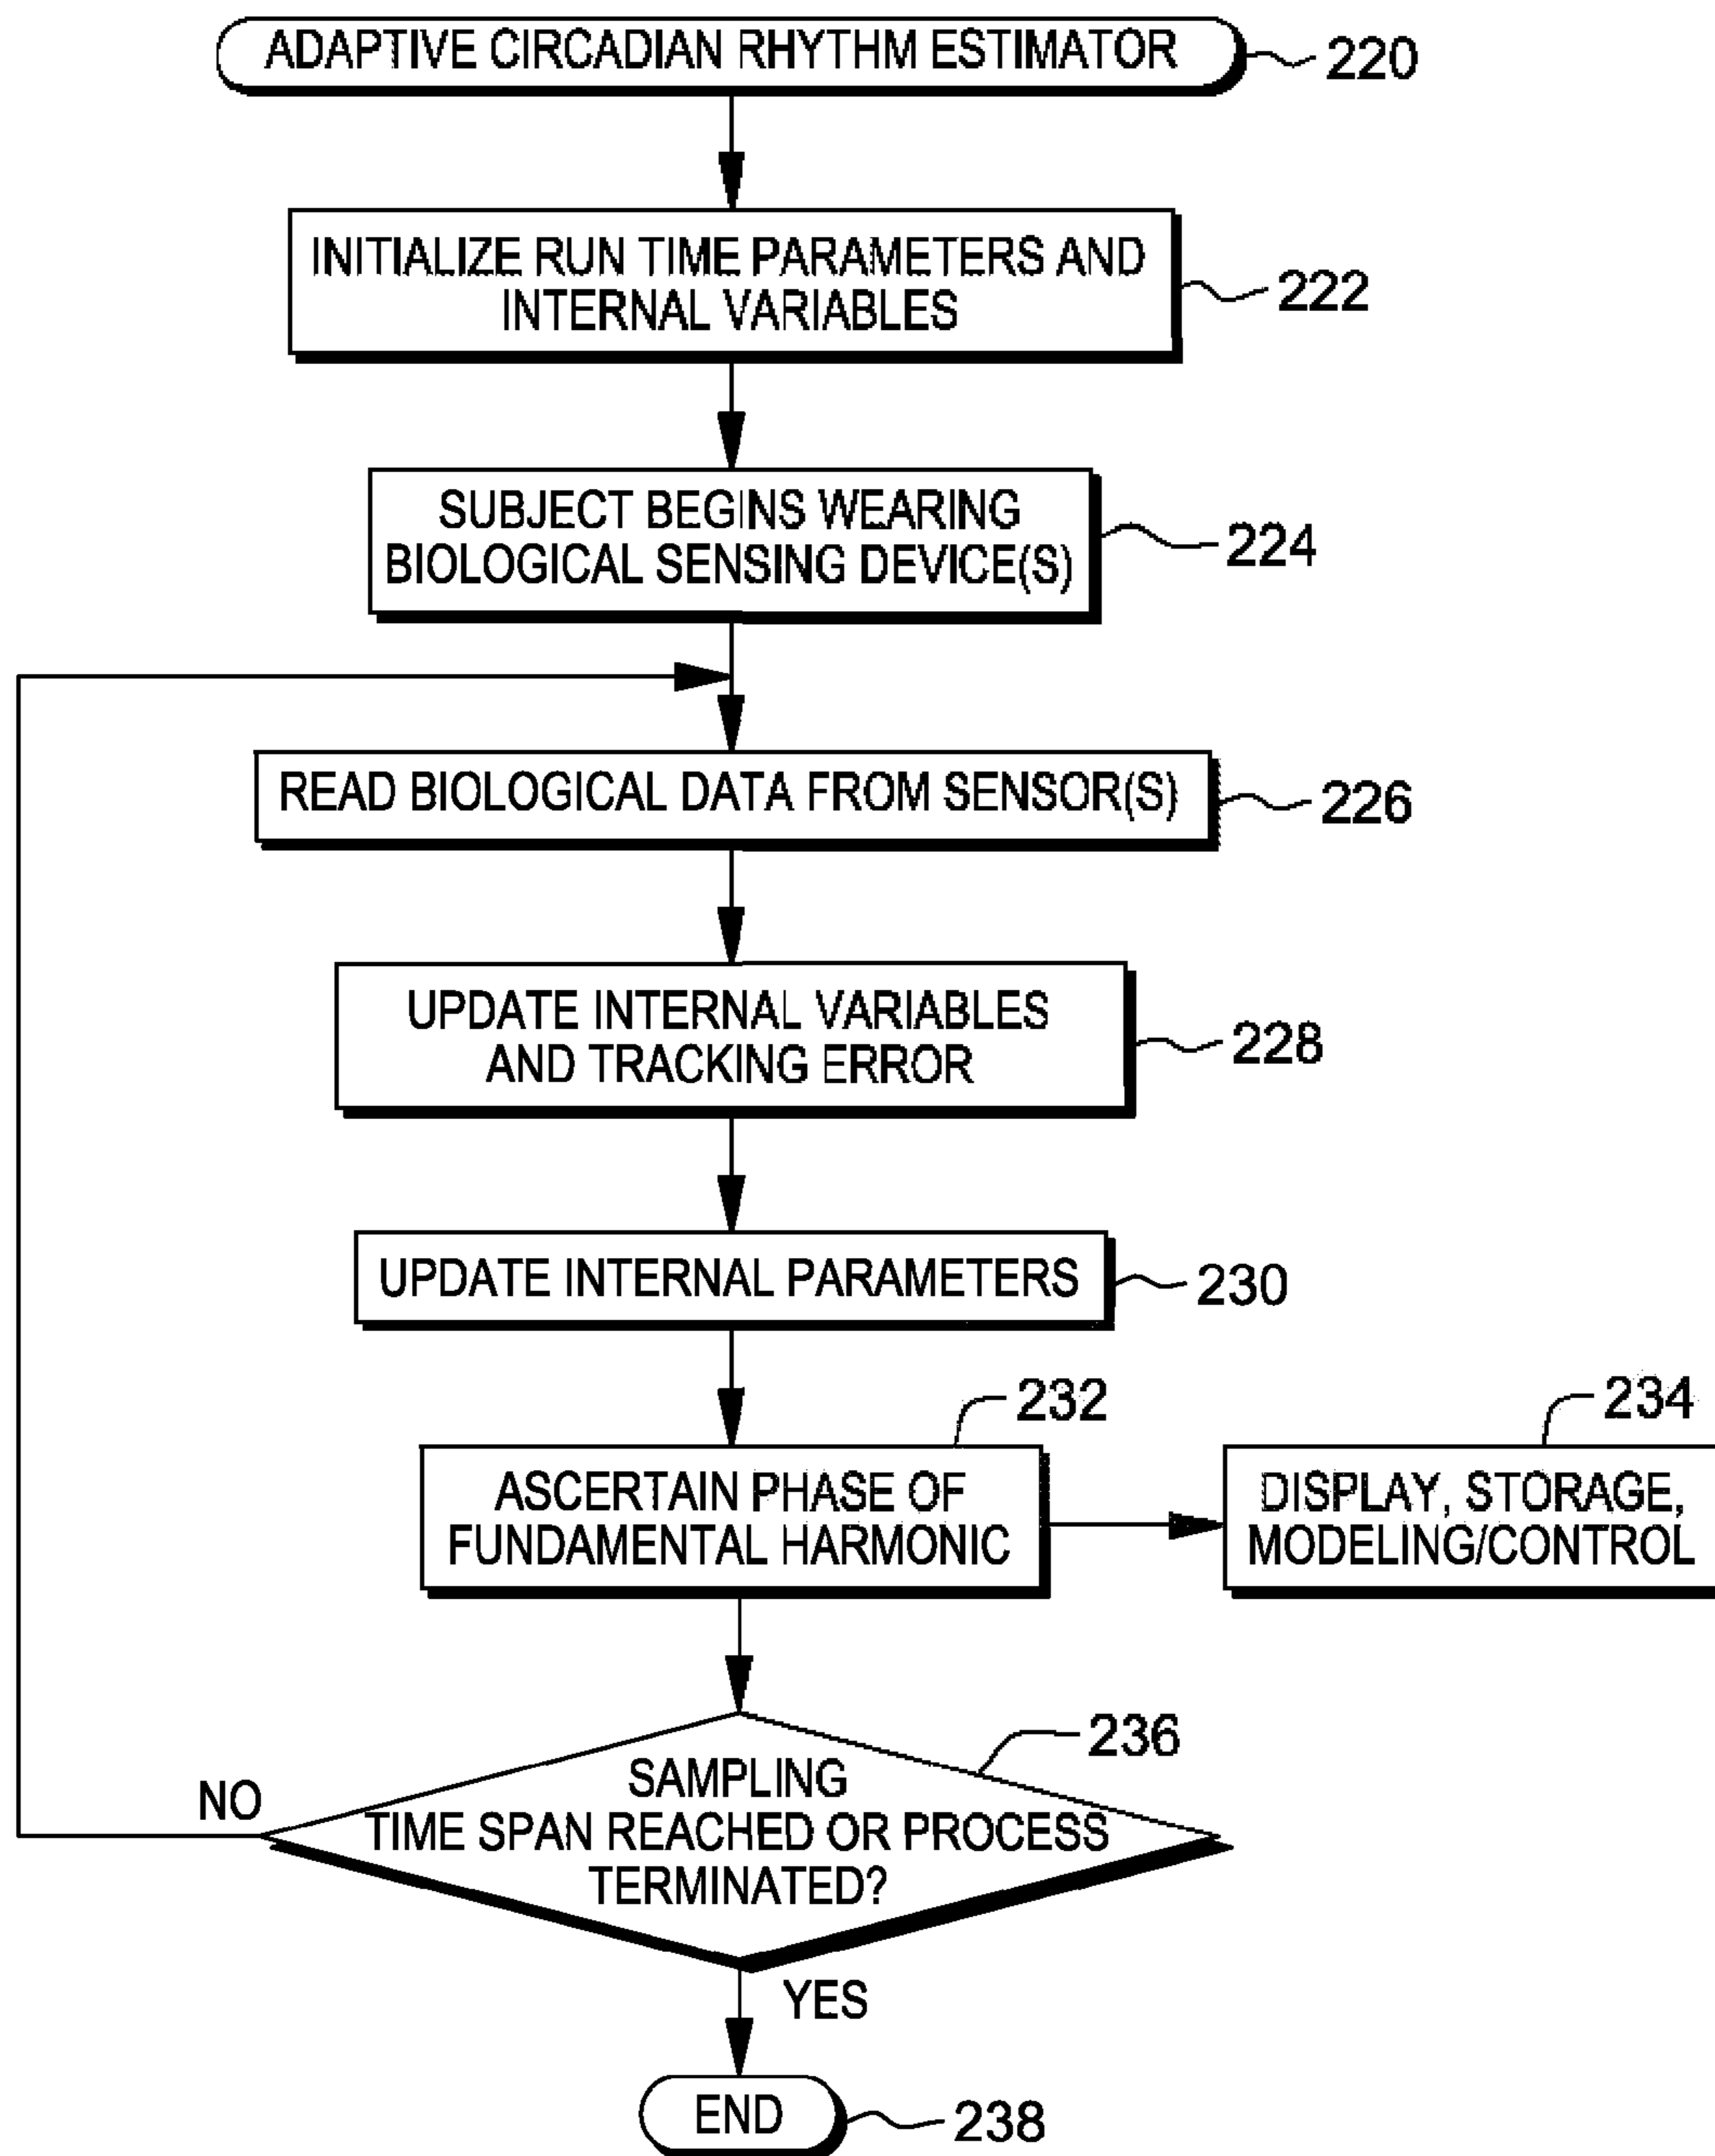 ADAPTIVE CIRCADIAN RHYTHM ESTIMATOR
220
INITIALIZE RUN TIME PARAMETERS AND
INTERNAL VARIABLES
222
SUBJECT BEGINS WEARING
BIOLOGICAL SENSING DEVICE(S)
224
READ BIOLOGICAL DATA FROM SENSOR(S)
226
UPDATE INTERNAL VARIABLES
AND TRACKING ERROR
228
UPDATE INTERNAL PARAMETERS
230
232
ASCERTAIN PHASE OF
FUNDAMENTAL HARMONIC
234
DISPLAY, STORAGE,
MODELING/CONTROL
236
SAMPLING
TIME SPAN REACHED OR PROCESS
TERMINATED?
NO
YES
END
238